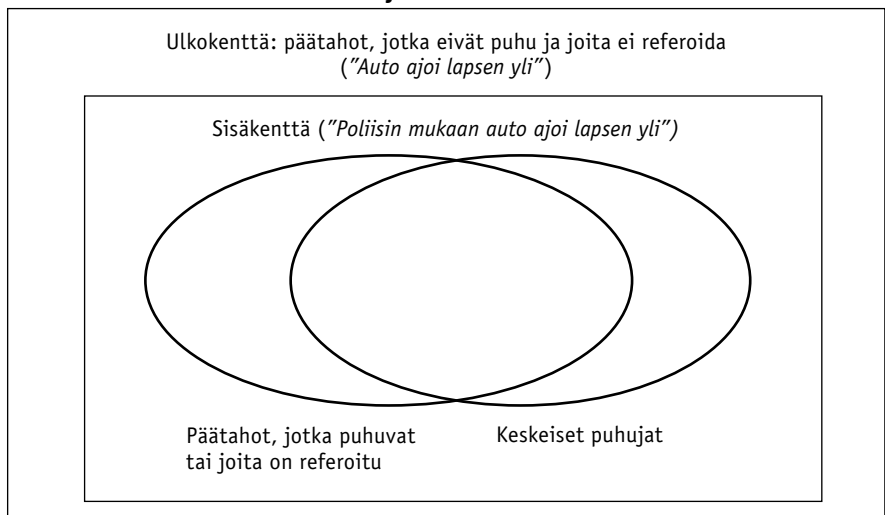 Ulkokenttä: päätahot, jotka eivät puhu ja joita ei referoida
(”Auto ajoi lapsen yli”)
Sisäkenttä (”Poliisin mukaan auto ajoi lapsen yli”)
Päätahot, jotka puhuvat
tai joita on referoitu
Keskeiset puhujat